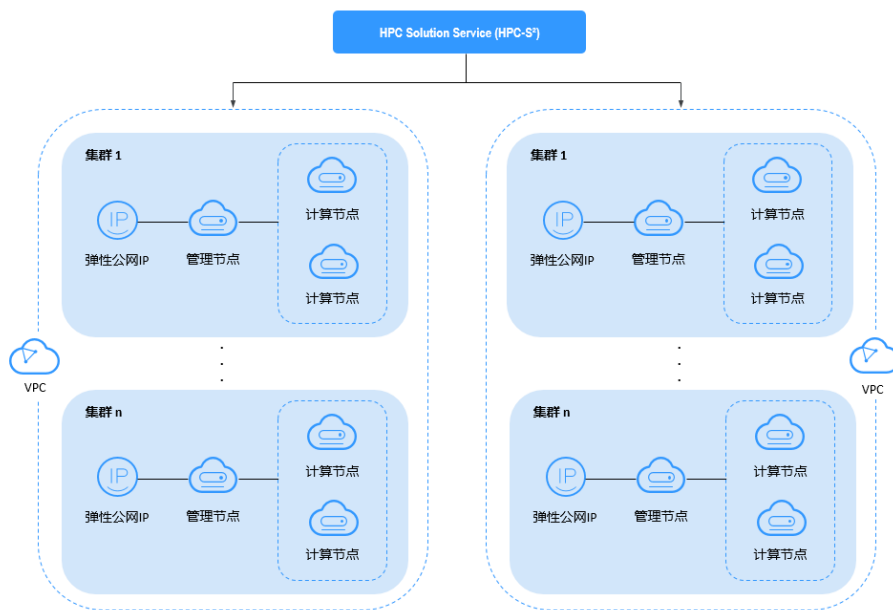 HPC Solution Service (HPC-S²)
集群 1
计算节点
弹性公网IP
管理节点
计算节点
VPC
集群 n
计算节点
弹性公网IP
管理节点
计算节点
集群 1
计算节点
弹性公网IP
管理节点
计算节点
VPC
集群 n
计算节点
弹性公网IP
管理节点
计算节点